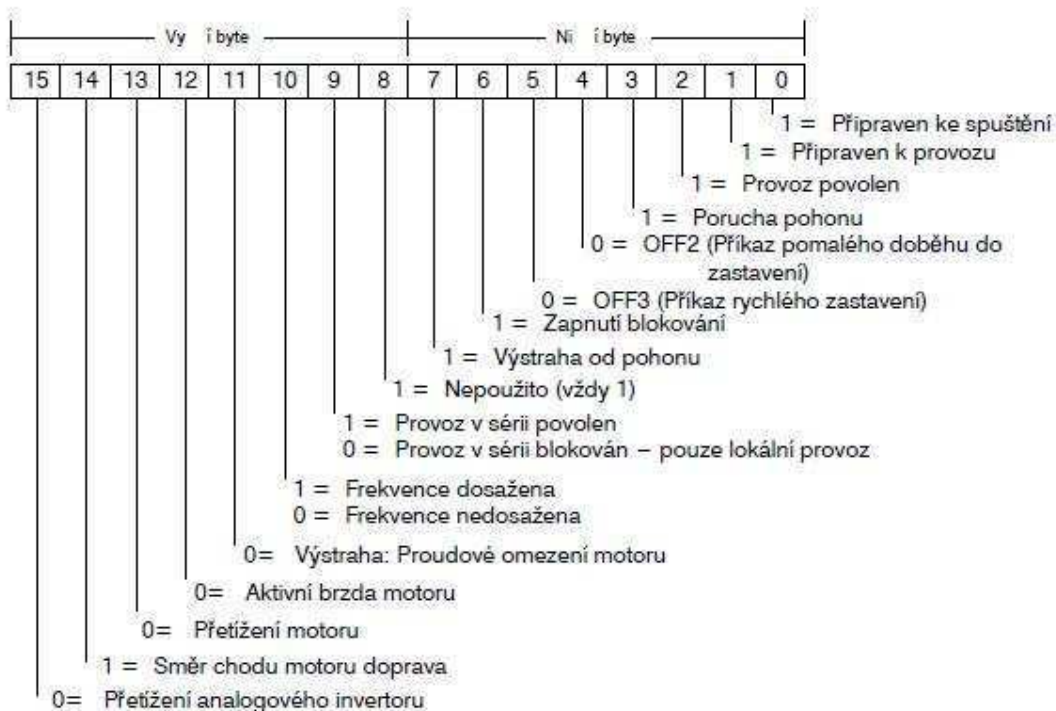 Vy í byte Ni í byte
15 14 13 12 11 10 9 8 7 6 5 4 3 2 1 0
1 = Připraven ke spuštění
1 = Připraven k provozu
1 = Provoz povolen
1 = Porucha pohonu
0 = OFF2 (Příkaz pomalého doběhu do
zastavení)
0 = OFF3 (Příkaz rychlého zastavení)
1 = Zapnutí blokování
1 = Výstraha od pohonu
1 = Nepoužito (vždy 1)
1 = Provoz v sérii povolen
0 = Provoz v sérii blokován – pouze lokální provoz
1 = Frekvence dosažena
0 = Frekvence nedosažena
0= Výstraha: Proudové omezení motoru
0= Aktivní brzda motoru
0= Přetížení motoru
1 = Směr chodu motoru doprava
0= Přetížení analogového invertoru